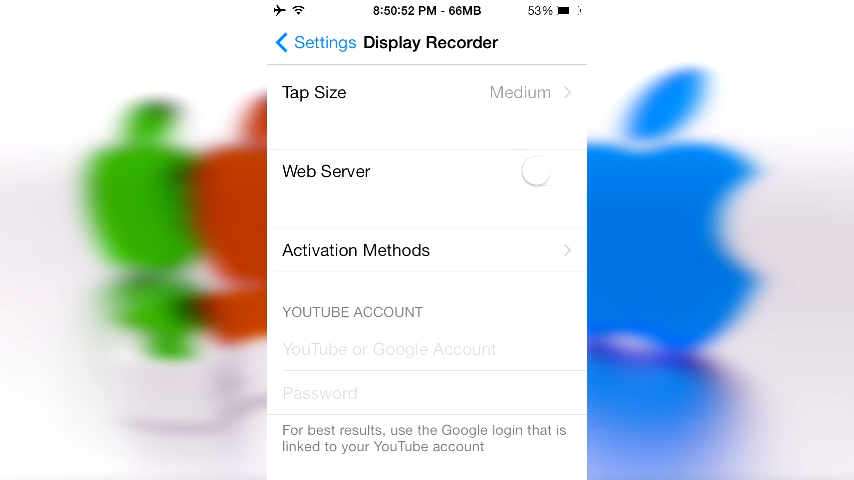 8:50:52 PM - 66MB
53%
Settings
Display Recorder
Tap Size
Medium
Web Server
Activation Methods
YOUTUBE ACCOUNT
YouTube or Google Account
Password
For best results, use the Google login that is
linked to your YouTube account